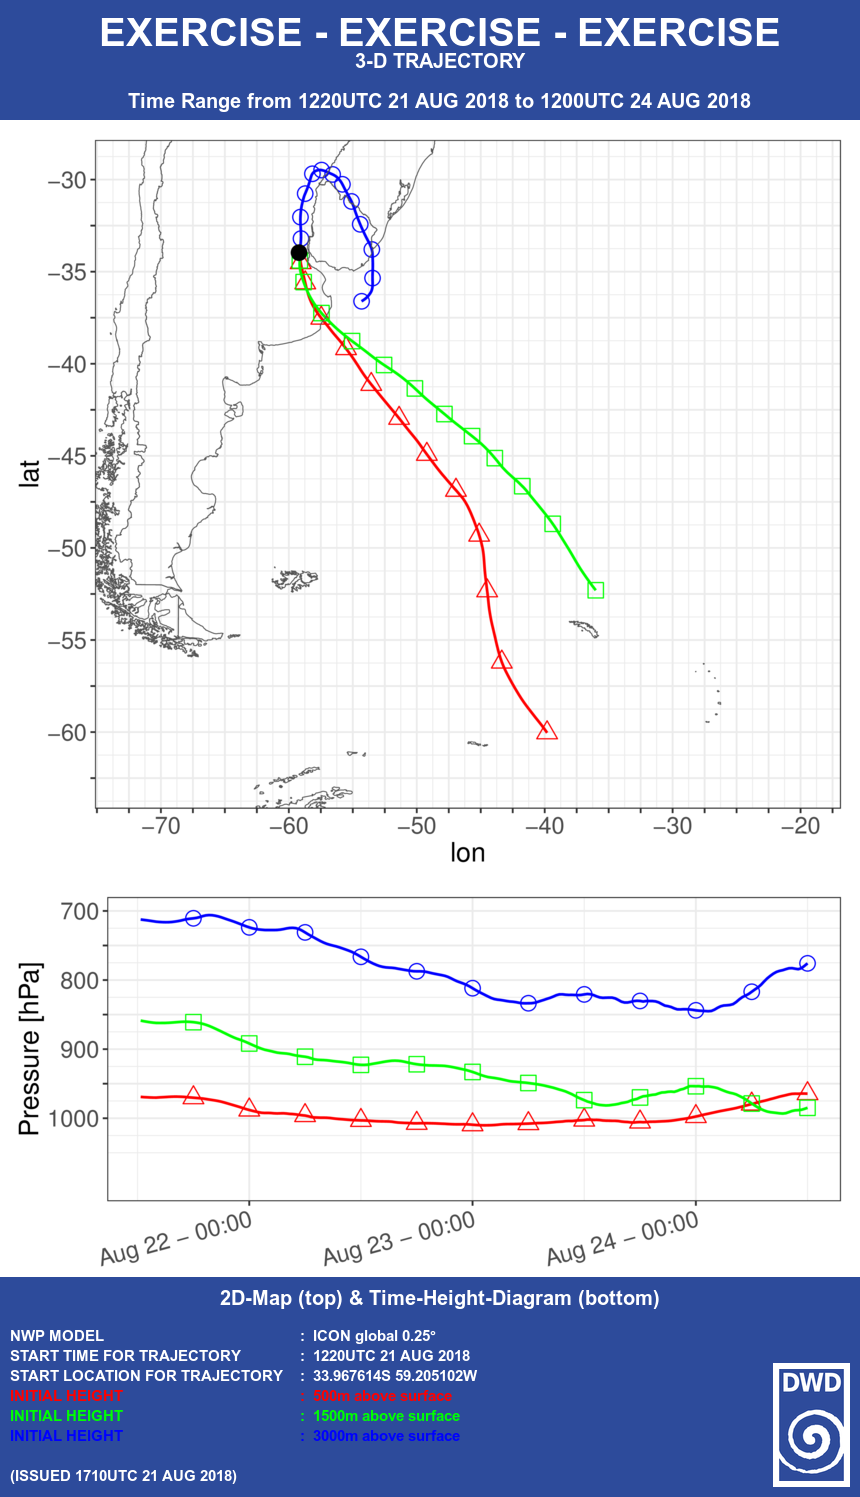 EXERCISE - EXERCISE - EXERCISE
3-D TRAJECTORY
Time Range from 1220UTC 21 AUG 2018 to 1200UTC 24 AUG 2018
−30
−35
−40
−45
−50
−55
−60
lat
−70 −60 −50 −40 −30 −20
lon
700
800
900
1000
Pressure [hPa]
Aug 22 − 00:00 Aug 23 − 00:00 Aug 24 − 00:00
2D-Map (top) & Time-Height-Diagram (bottom)
NWP MODEL : ICON global 0.25°
START TIME FOR TRAJECTORY : 1220UTC 21 AUG 2018
START LOCATION FOR TRAJECTORY : 33.967614S 59.205102W
INITIAL HEIGHT : 500m above surface
INITIAL HEIGHT : 1500m above surface
INITIAL HEIGHT : 3000m above surface
(ISSUED 1710UTC 21 AUG 2018)
DWD